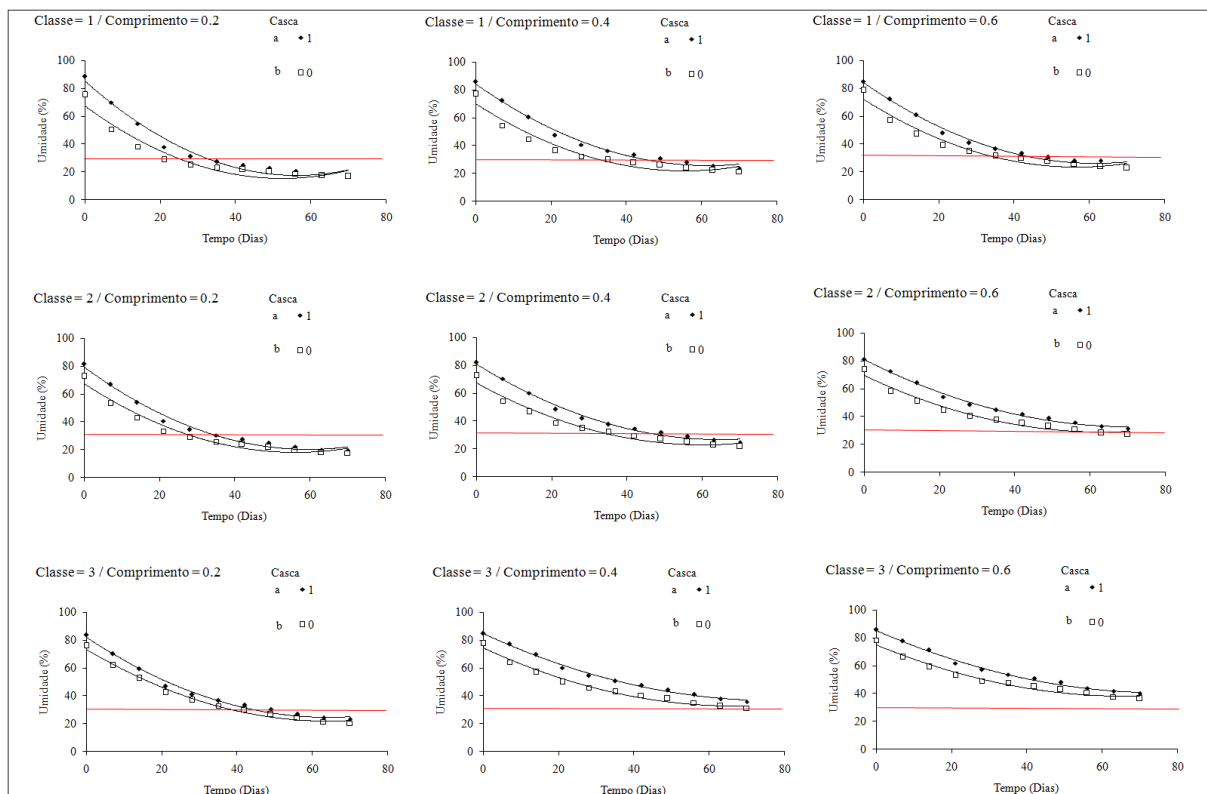 Classe = 1 / Comprimento = 0.2
Casca
a 1
b 0
Umidade (%)
100
80
60
40
20
0
0 20 40 60 80
Tempo (Dias)
Classe = 1 / Comprimento = 0.4
Casca
a 1
b 0
Umidade (%)
100
80
60
40
20
0
0 20 40 60 80
Tempo (Dias)
Classe = 1 / Comprimento = 0.6
Casca
a 1
b 0
Umidade (%)
100
80
60
40
20
0
0 20 40 60 80
Tempo (Dias)
Classe = 2 / Comprimento = 0.2
Casca
a 1
b 0
Umidade (%)
100
80
60
40
20
0
0 20 40 60 80
Tempo (Dias)
Classe = 2 / Comprimento = 0.4
Casca
a 1
b 0
Umidade (%)
100
80
60
40
20
0
0 20 40 60 80
Tempo (Dias)
Classe = 2 / Comprimento = 0.6
Casca
a 1
b 0
Umidade (%)
100
80
60
40
20
0
0 20 40 60 80
Tempo (Dias)
Classe = 3 / Comprimento = 0.2
Casca
a 1
b 0
Umidade (%)
100
80
60
40
20
0
0 20 40 60 80
Tempo (Dias)
Classe = 3 / Comprimento = 0.4
Casca
a 1
b 0
Umidade (%)
100
80
60
40
20
0
0 20 40 60 80
Tempo (Dias)
Classe = 3 / Comprimento = 0.6
Casca
a 1
b 0
Umidade (%)
100
80
60
40
20
0
0 20 40 60 80
Tempo (Dias)